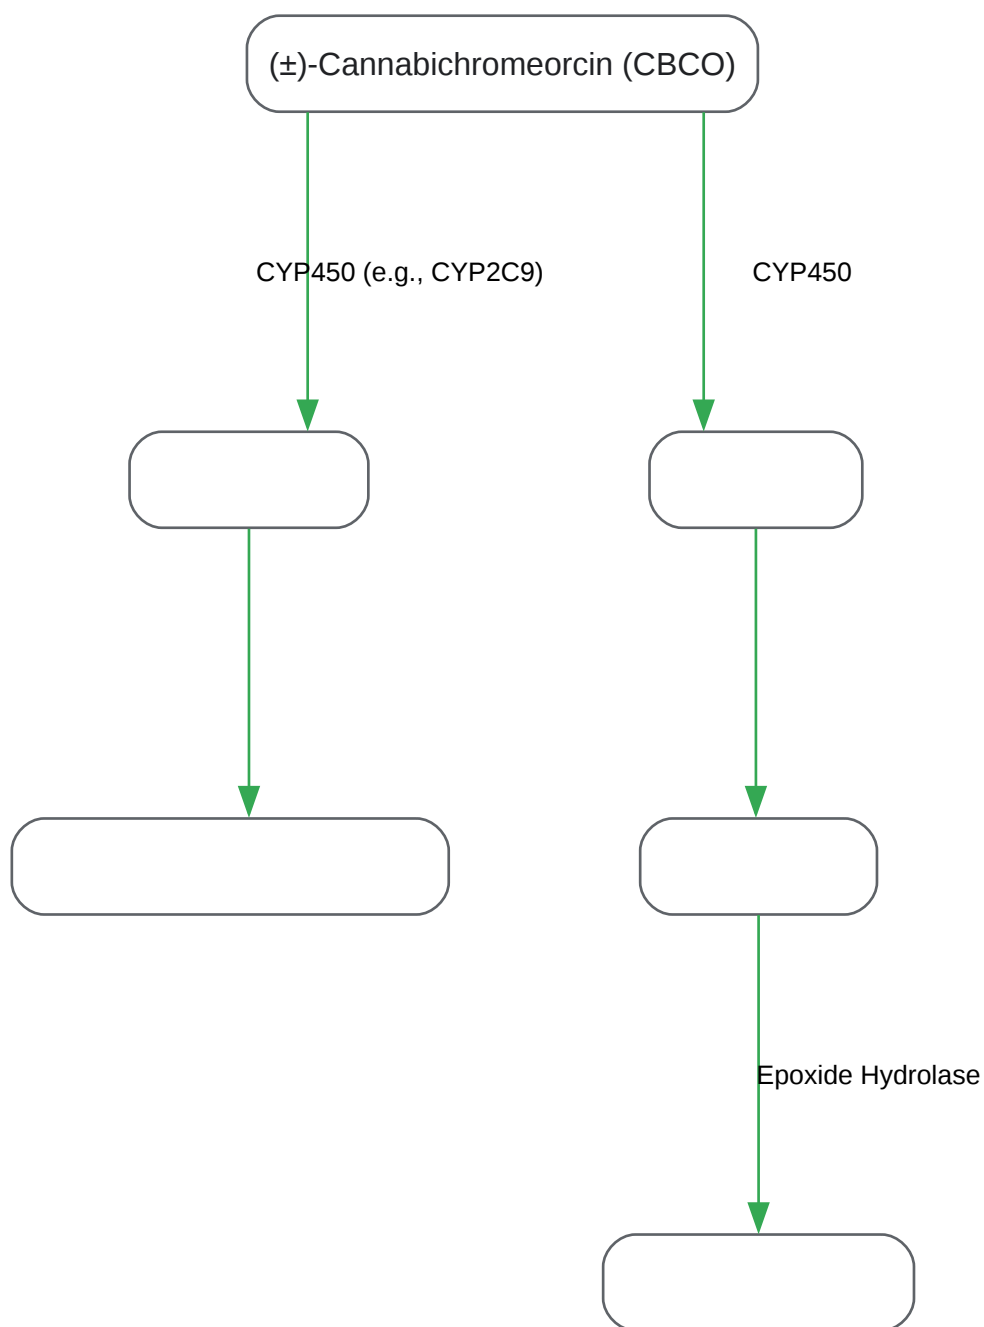 (±)-Cannabichromeorcin (CBCO)
CYP450 (e.g., CYP2C9)
CYP450
Epoxide Hydrolase